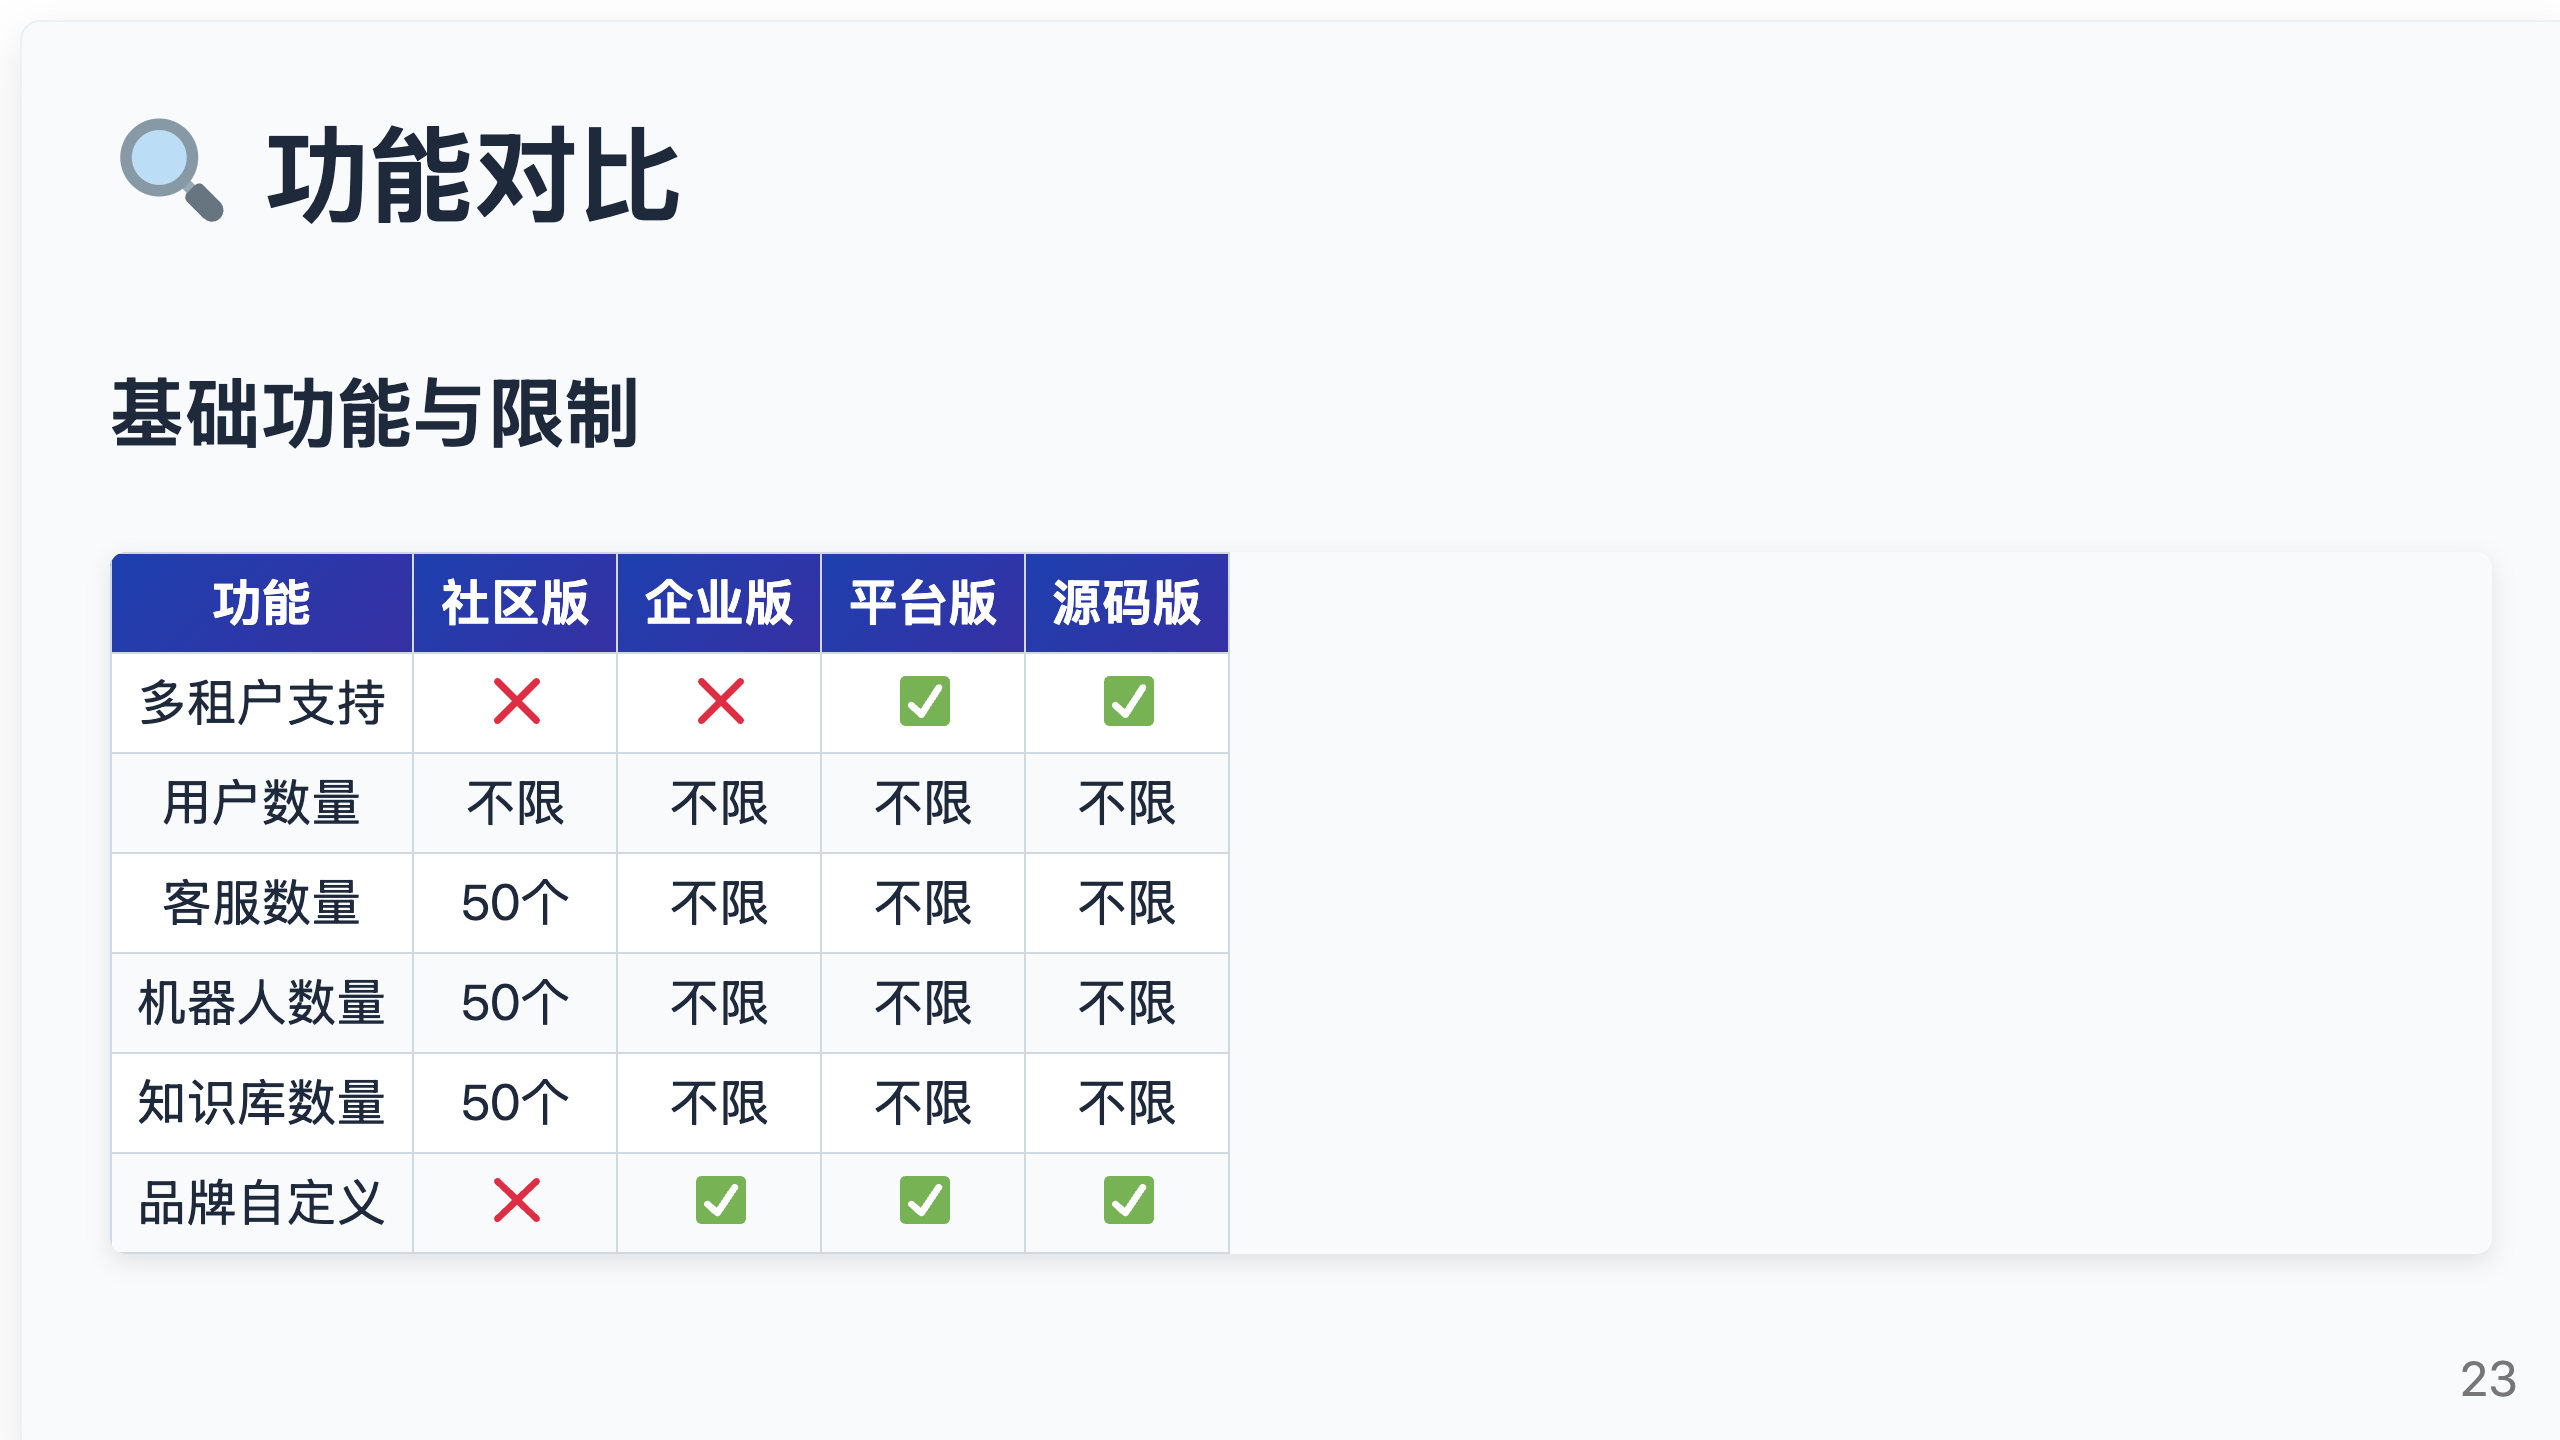 🔍 功能对比
基础功能与限制
功能 社区版 企业版 平台版 源码版
多租户支持 ❌ ❌ ✅ ✅
用户数量 不限 不限 不限 不限
客服数量 50个 不限 不限 不限
机器人数量 50个 不限 不限 不限
知识库数量 50个 不限 不限 不限
品牌自定义 ❌ ✅ ✅ ✅
23